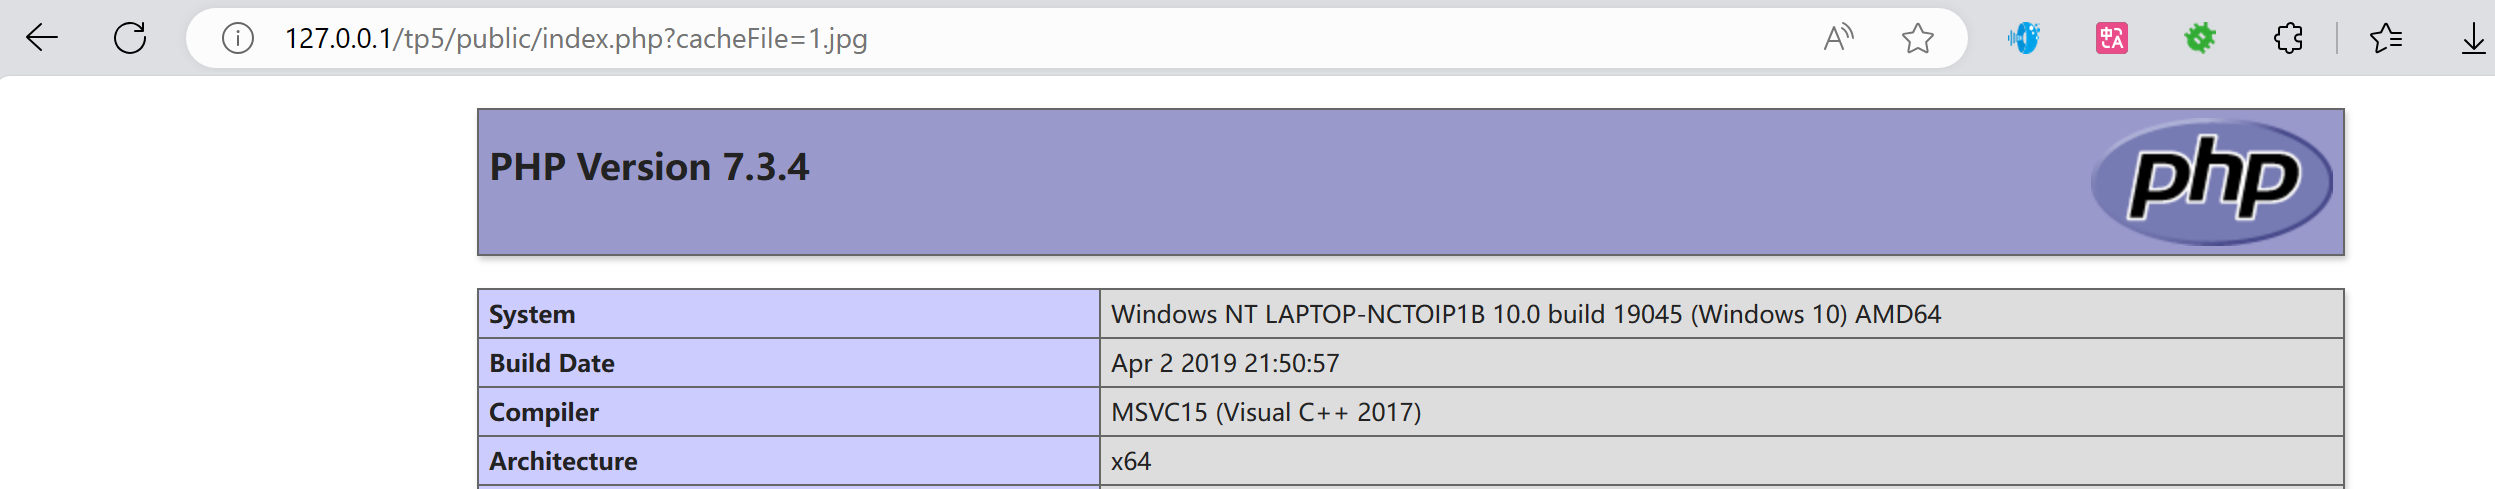 127.0.0.1/tp5/public/index.php?cacheFile=1.jpg
PHP Version 7.3.4
php
System Windows NT LAPTOP-NCTOIP1B 10.0 build 19045 (Windows 10) AMD64
Build Date Apr 2 2019 21:50:57
Compiler MSVC15 (Visual C++ 2017)
Architecture x64